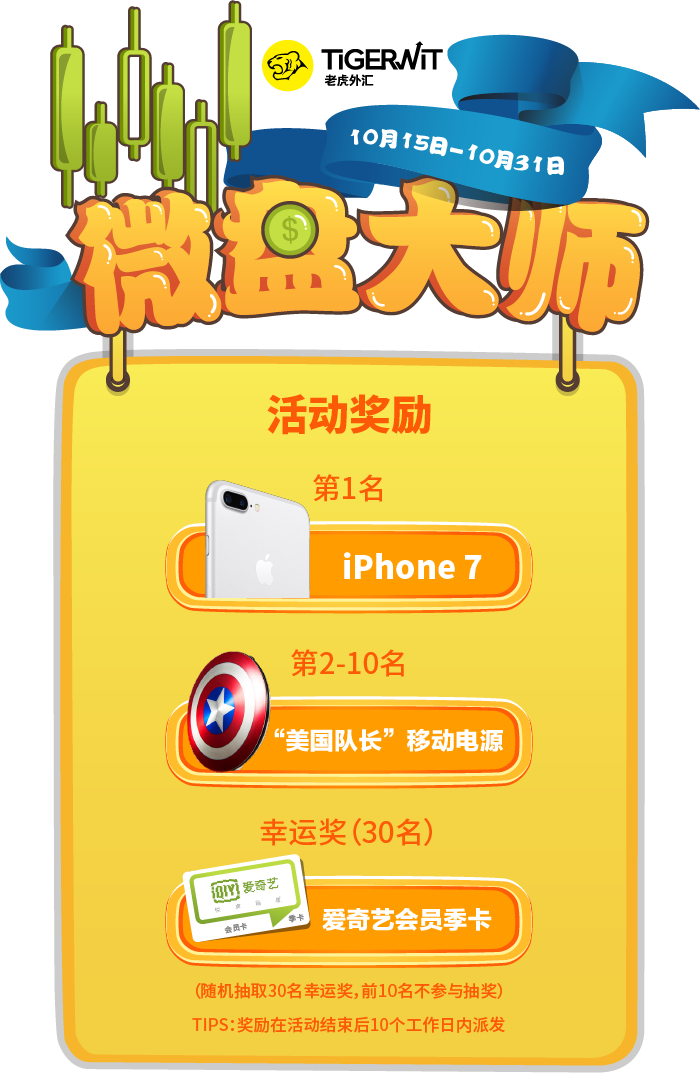 TiGERWiT
老虎外汇
10月15日-10月31日
微盘大师
$
活动奖励
第1名
iPhone 7
第2-10名
“美国队长”移动电源
幸运奖（30名）
QIYI 爱奇艺
会员卡 季卡
爱奇艺会员季卡
（随机抽取30名幸运奖，前10名不参与抽奖）
TIPS：奖励在活动结束后10个工作日内派发